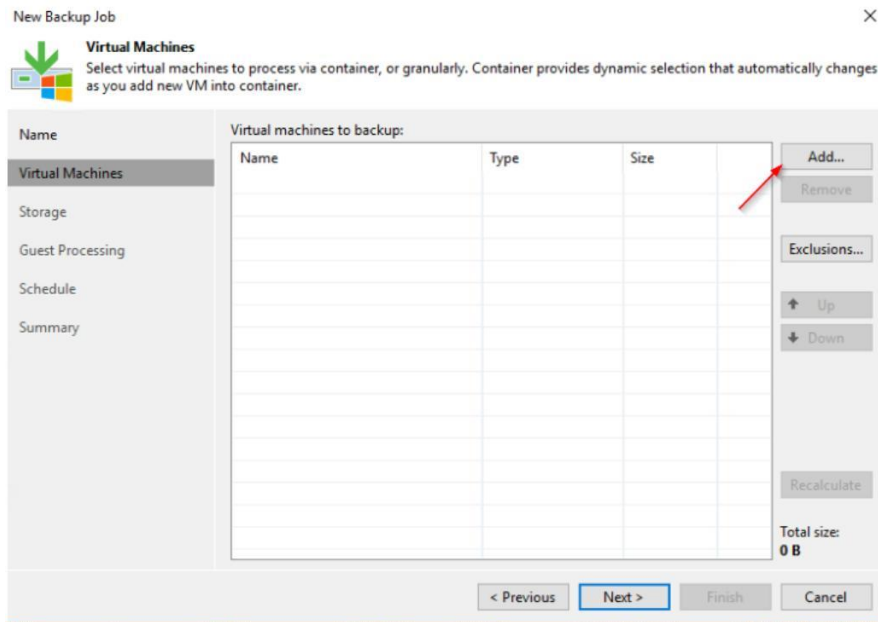 New Backup Job
Virtual Machines
Select virtual machines to process via container, or granularly. Container provides dynamic selection that automatically changes
as you add new VM into container.
Name
Virtual Machines
Storage
Guest Processing
Schedule
Summary
Virtual machines to backup:
Name Type Size
Add...
Remove
Exclusions...
Up
Down
Recalculate
Total size:
0 B
< Previous Next > Finish Cancel